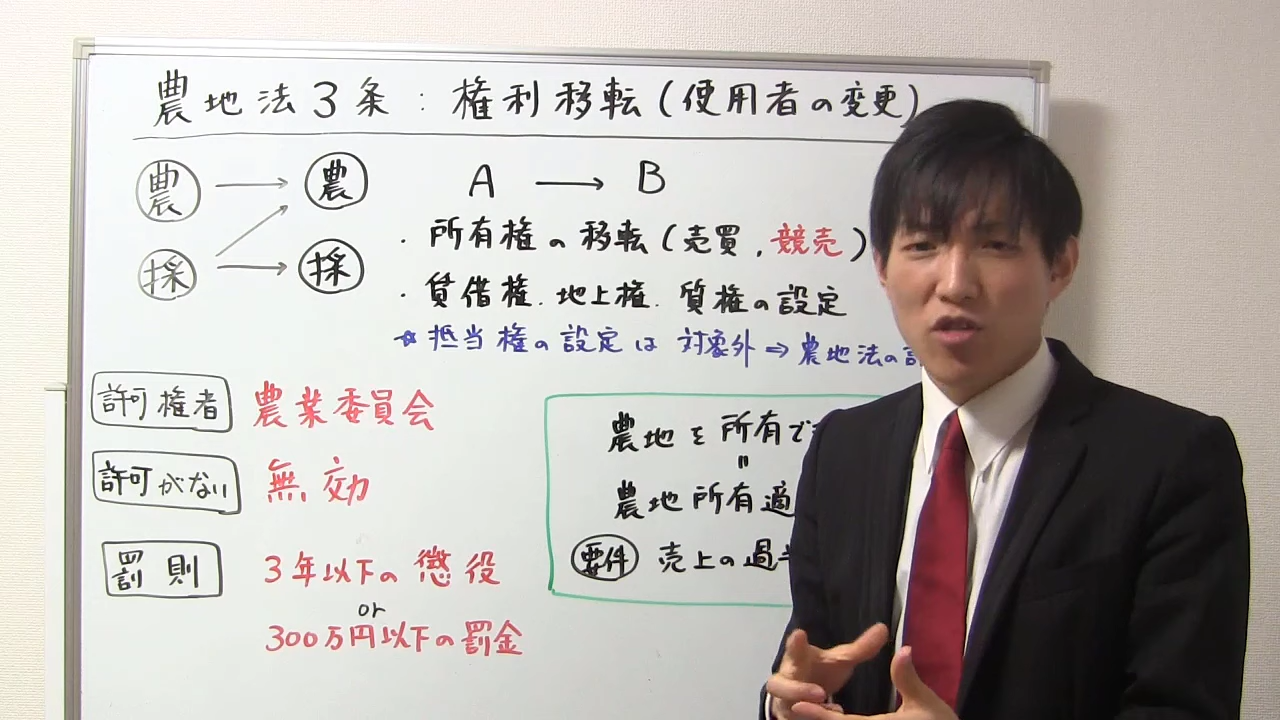 農地法3条：権利移転(使用者の変更)
農 → 農
採 → 採
A → B
・所有権の移転(売買，競売)
・賃借権．地上権．質権の設定
☆抵当権の設定は 対象外⇒農地法の
許可権者 農業委員会
許可がない 無効
罰則 3年以下の懲役
or
300万円以下の罰金
農地を所有でき
〃
農地所有適
要件 売上の過半